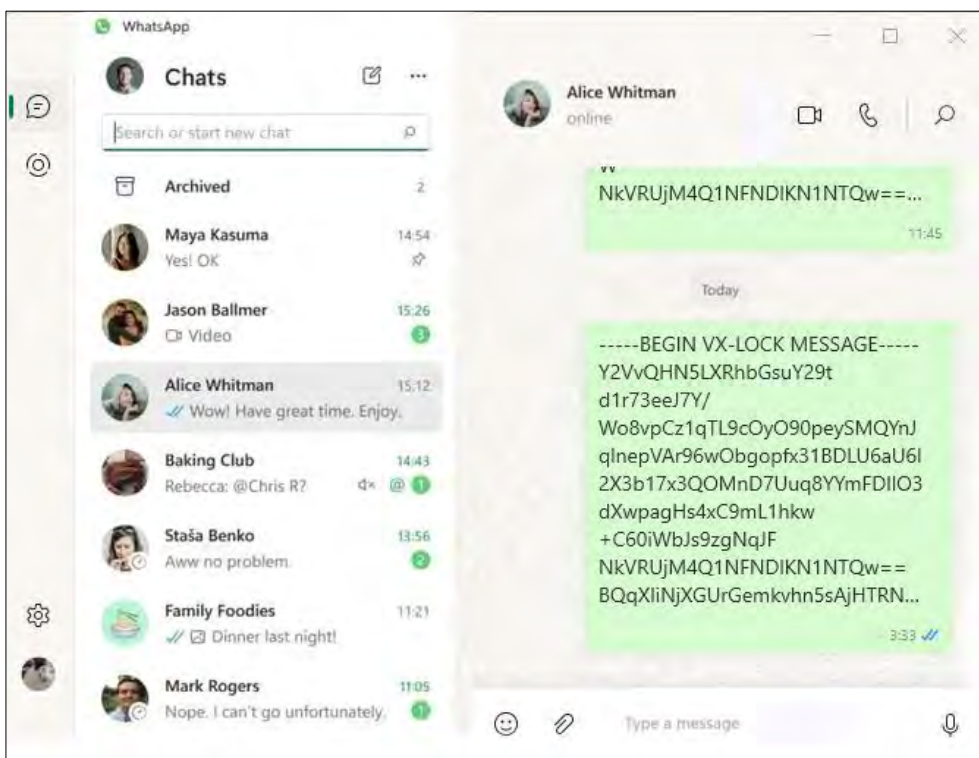 WhatsApp
Chats
Search or start new chat
Archived
2
Maya Kasuma
14:54
Yes! OK
Jason Ballmer
15:26
Video
3
Alice Whitman
15:12
Wow! Have great time. Enjoy.
Baking Club
14:43
Rebecca: @Chris R?
@
1
Staša Benko
13:56
Aww no problem.
2
Family Foodies
11:21
Dinner last night!
Mark Rogers
11:05
Nope. I can't go unfortunately.
1
Alice Whitman
online
NkVRUjM4Q1NFNDIKN1NTQw==...
11:45
Today
-----BEGIN VX-LOCK MESSAGE-----
Y2VvQHN5LXRhbGsuY29t
d1r73eeJ7Y/
Wo8vpCz1qTL9cOyO90peySMQYnJ
qInepVAr96wObgopfx31BDLU6aU6I
2X3b17x3QOMnD7Uuq8YYmFDIIO3
dXwpagHs4xC9mL1hkw
+C60iWbJs9zgNqJF
NkVRUjM4Q1NFNDIKN1NTQw==
BQqXIiNjXGUrGemkvhn5sAjHTRN...
3:33
Type a message